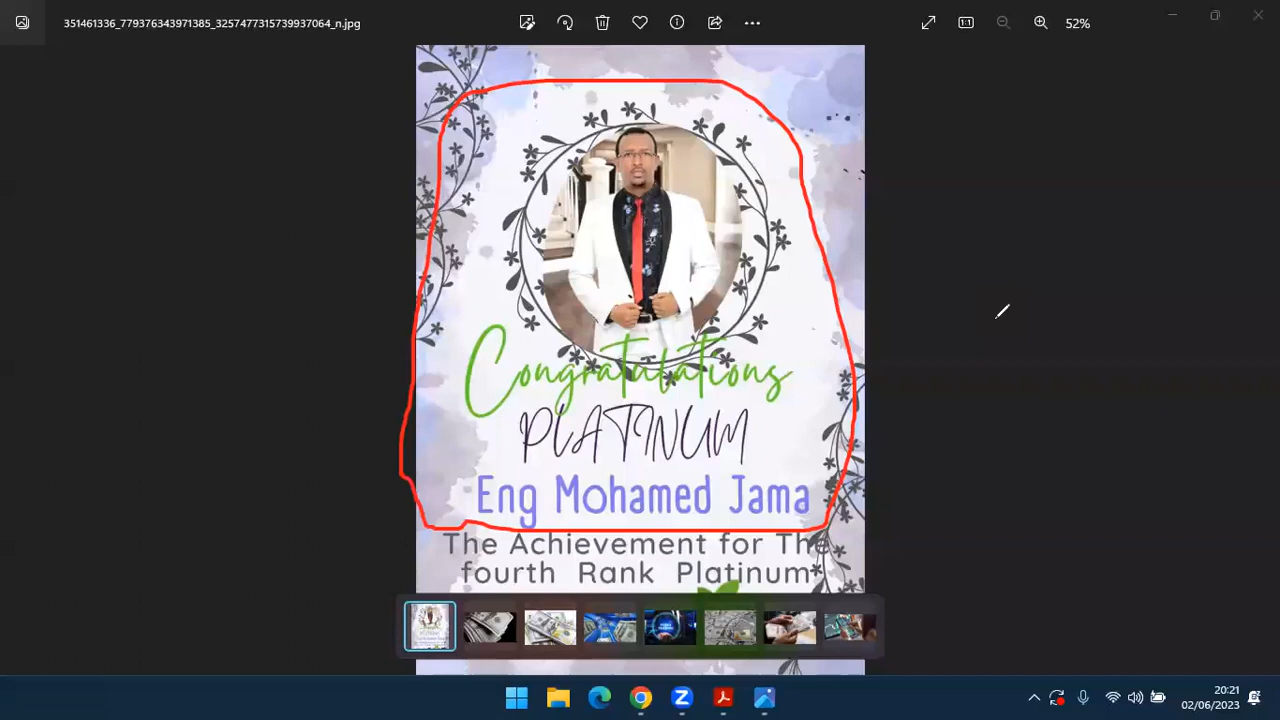 351461336_779376343971385_3257477315739937064_n.jpg
52%
Congratulations
PLATINUM
Eng Mohamed Jama
The Achievement for The
fourth Rank Platinum
20:21
02/06/2023